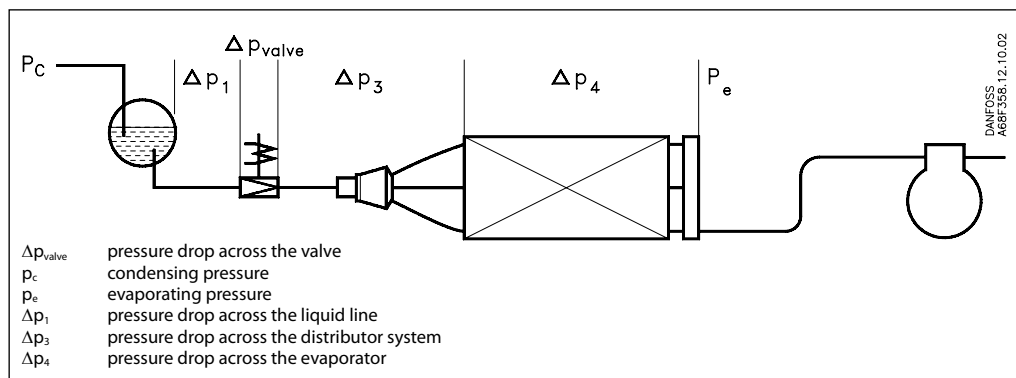 Δ p_valve
P_C
Δ p_1
Δ p_3
Δ p_4
P_e
DANFOSS
A68F358.12.10.02
Δp_valve pressure drop across the valve
p_c condensing pressure
p_e evaporating pressure
Δp_1 pressure drop across the liquid line
Δp_3 pressure drop across the distributor system
Δp_4 pressure drop across the evaporator